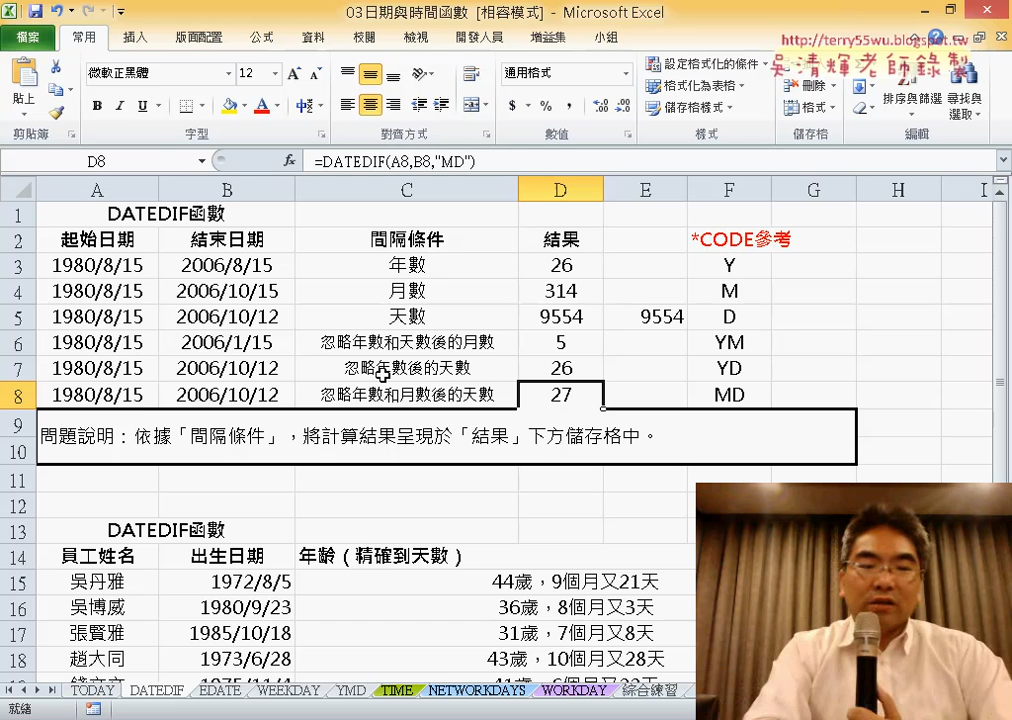 03日期與時間函數 [相容模式] - Microsoft Excel
檔案 常用 插入 版面配置 公式 資料 校閱 檢視 開發人員 增益集 小組
http://terry55wu.blogspot.tw
吳清輝老師錄製
貼上 微軟正黑體 12 通用格式 設定格式化的條件 格式化為表格 儲存格樣式 刪除 格式 排序與篩選 尋找與選取
剪貼簿 字型 對齊方式 數值 樣式 儲存格 編輯
D8 fx =DATEDIF(A8,B8,"MD")
A B C D E F G H I
1 DATEDIF函數
2 起始日期 結束日期 間隔條件 結果 *CODE參考
3 1980/8/15 2006/8/15 年數 26 Y
4 1980/8/15 2006/10/15 月數 314 M
5 1980/8/15 2006/10/12 天數 9554 9554 D
6 1980/8/15 2006/1/15 忽略年數和天數後的月數 5 YM
7 1980/8/15 2006/10/12 忽略年數後的天數 26 YD
8 1980/8/15 2006/10/12 忽略年數和月數後的天數 27 MD
9
10 問題說明：依據「間隔條件」，將計算結果呈現於「結果」下方儲存格中。
11
12
13 DATEDIF函數
14 員工姓名 出生日期 年齡（精確到天數）
15 吳丹雅 1972/8/5 44歲，9個月又21天
16 吳博威 1980/9/23 36歲，8個月又3天
17 張賢雅 1985/10/18 31歲，7個月又8天
18 趙大同 1973/6/28 43歲，10個月又28天
TODAY DATEDIF EDATE WEEKDAY YMD TIME NETWORKDAYS WORKDAY 綜合練習
就緒